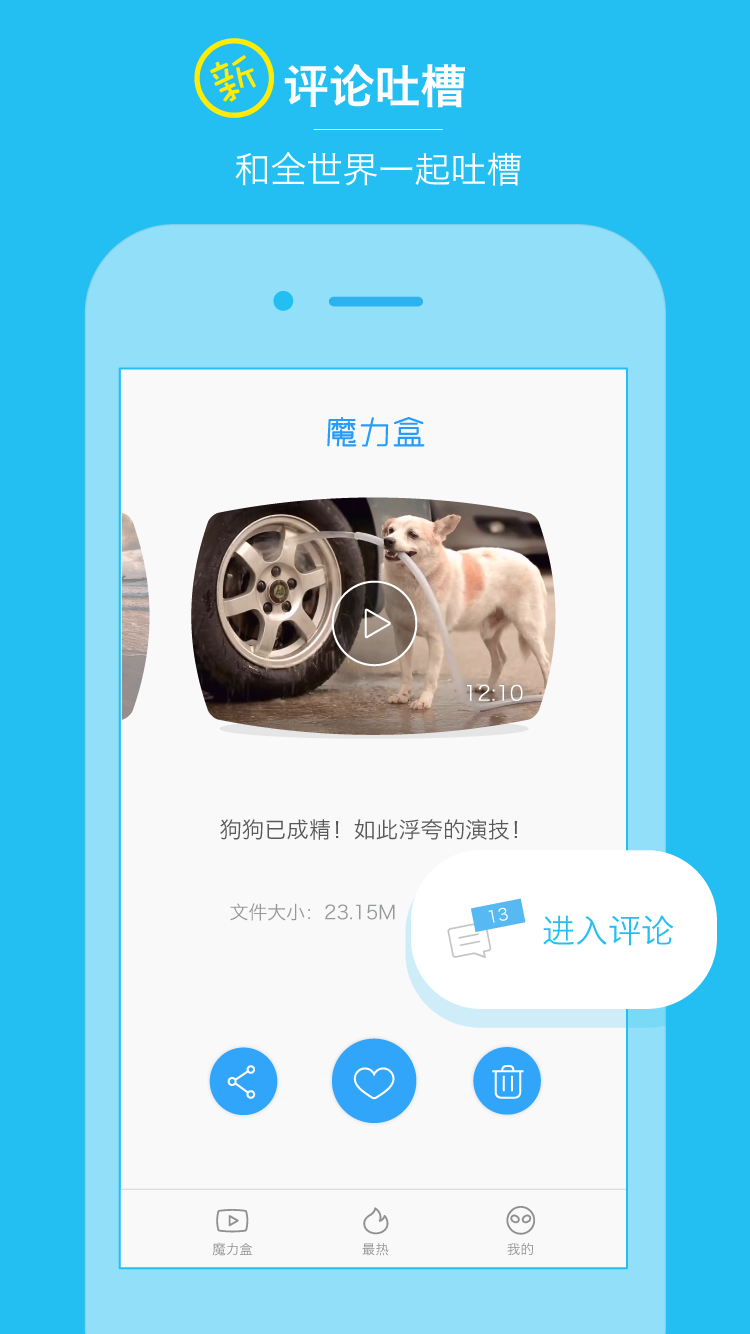 新 评论吐槽
和全世界一起吐槽
魔力盒
12:10
狗狗已成精！如此浮夸的演技！
文件大小：23.15M
13
进入评论
魔力盒 最热 我的